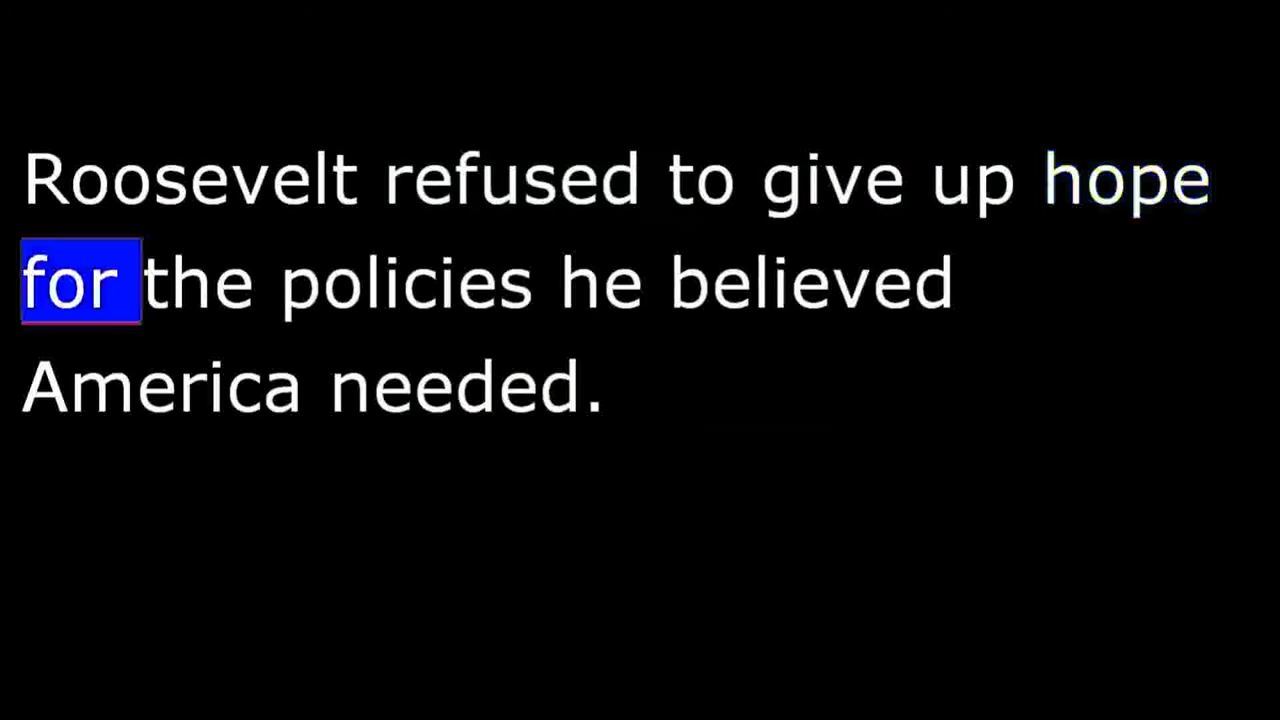 Roosevelt refused to give up hope
for the policies he believed
America needed.